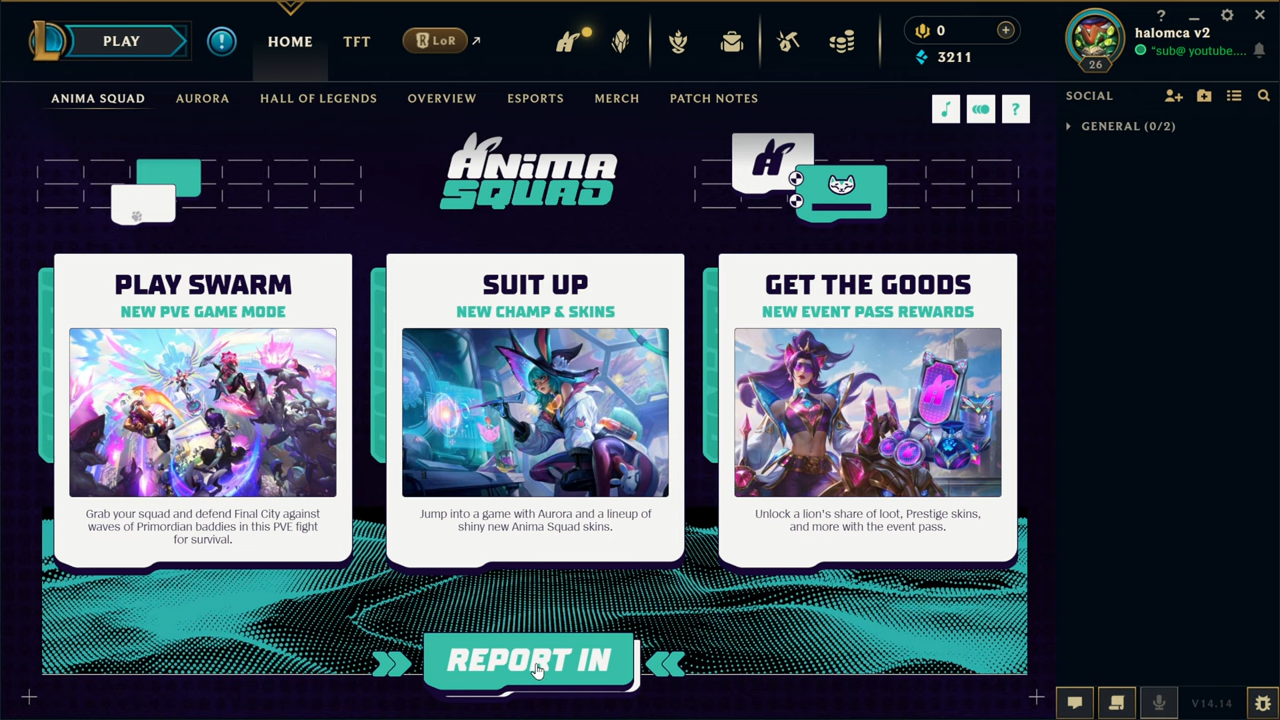 PLAY
HOME
TFT
LoR
0
3211
?
halomca v2
26
“sub@ youtube....
ANIMA SQUAD
AURORA
HALL OF LEGENDS
OVERVIEW
ESPORTS
MERCH
PATCH NOTES
?
SOCIAL
GENERAL (0/2)
ANIMA
SQUAD
PLAY SWARM
NEW PVE GAME MODE
Grab your squad and defend Final City against
waves of Primordian baddies in this PVE fight
for survival.
SUIT UP
NEW CHAMP & SKINS
Jump into a game with Aurora and a lineup of
shiny new Anima Squad skins.
GET THE GOODS
NEW EVENT PASS REWARDS
Unlock a lion's share of loot, Prestige skins,
and more with the event pass.
REPORT IN
V14.14